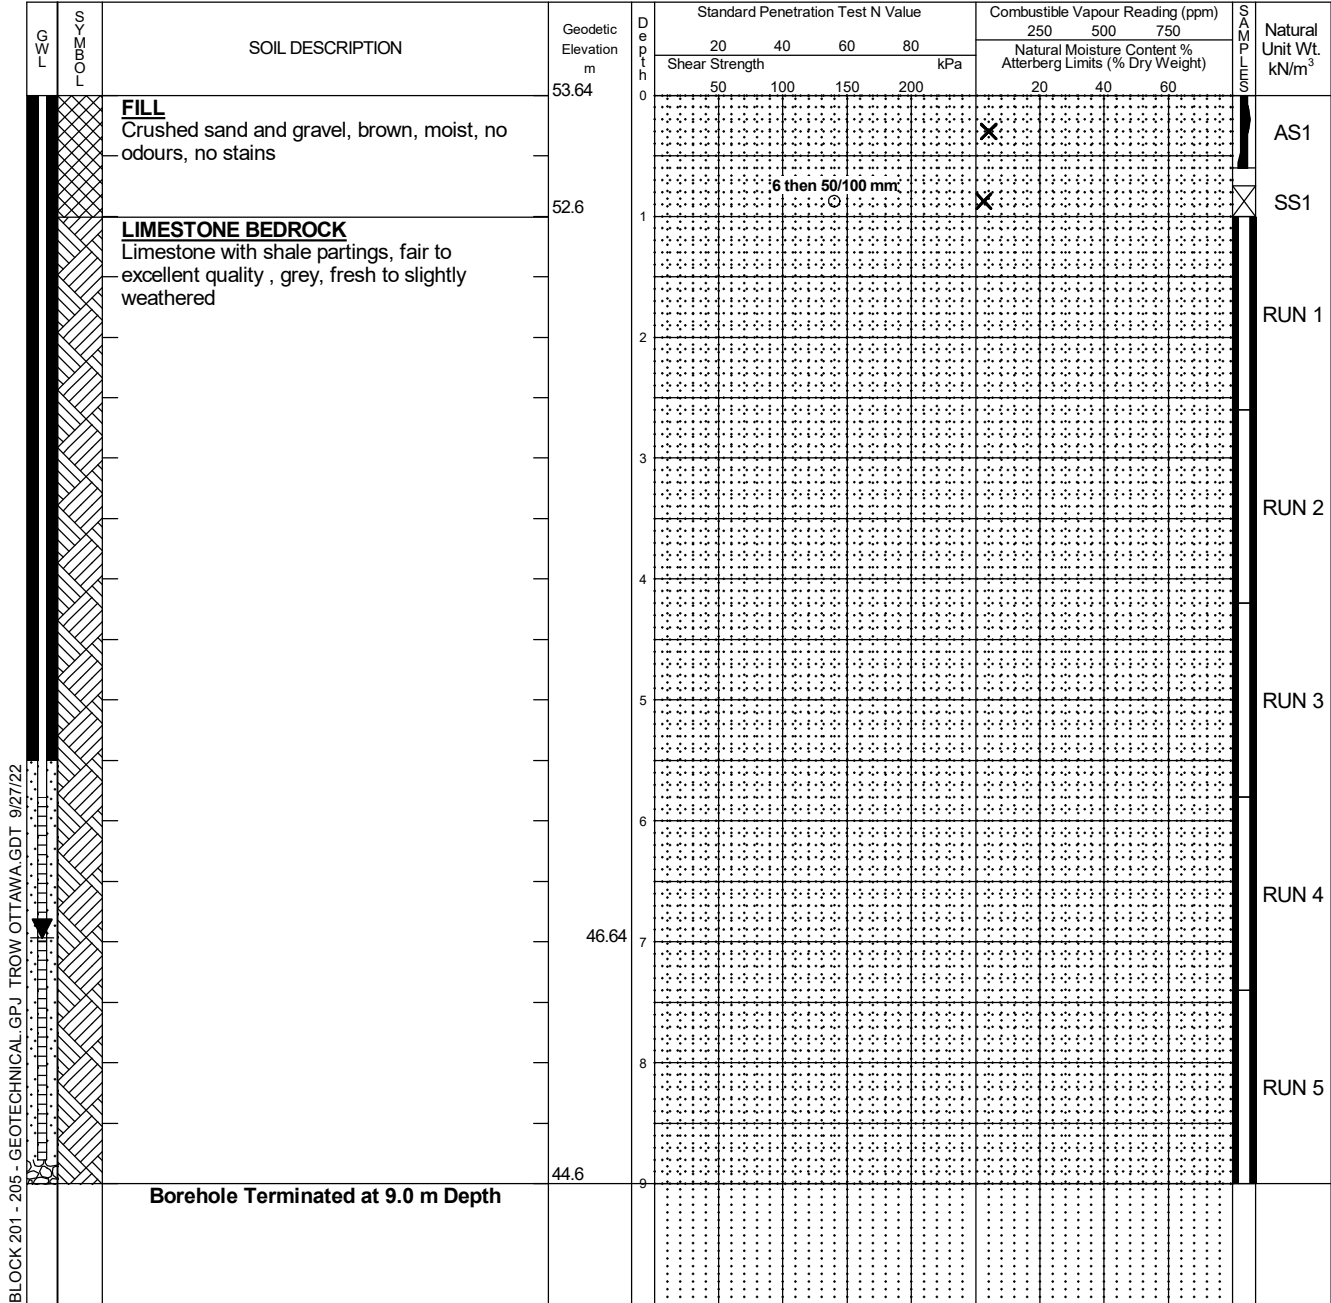 GWL
SYMBOL
SOIL DESCRIPTION
Geodetic
Elevation
m
Depth
Standard Penetration Test N Value
20 40 60 80
Shear Strength kPa
50 100 150 200
Combustible Vapour Reading (ppm)
250 500 750
Natural Moisture Content %
Atterberg Limits (% Dry Weight)
20 40 60
SAMPLES
Natural
Unit Wt.
kN/m³
53.64
0
FILL
Crushed sand and gravel, brown, moist, no
odours, no stains
AS1
6 then 50/100 mm
SS1
52.6
1
LIMESTONE BEDROCK
Limestone with shale partings, fair to
excellent quality , grey, fresh to slightly
weathered
RUN 1
2
3
RUN 2
4
5
RUN 3
6
RUN 4
46.64
7
8
RUN 5
44.6
9
Borehole Terminated at 9.0 m Depth
BLOCK 201 - 205 - GEOTECHNICAL.GPJ TROW OTTAWA.GDT 9/27/22